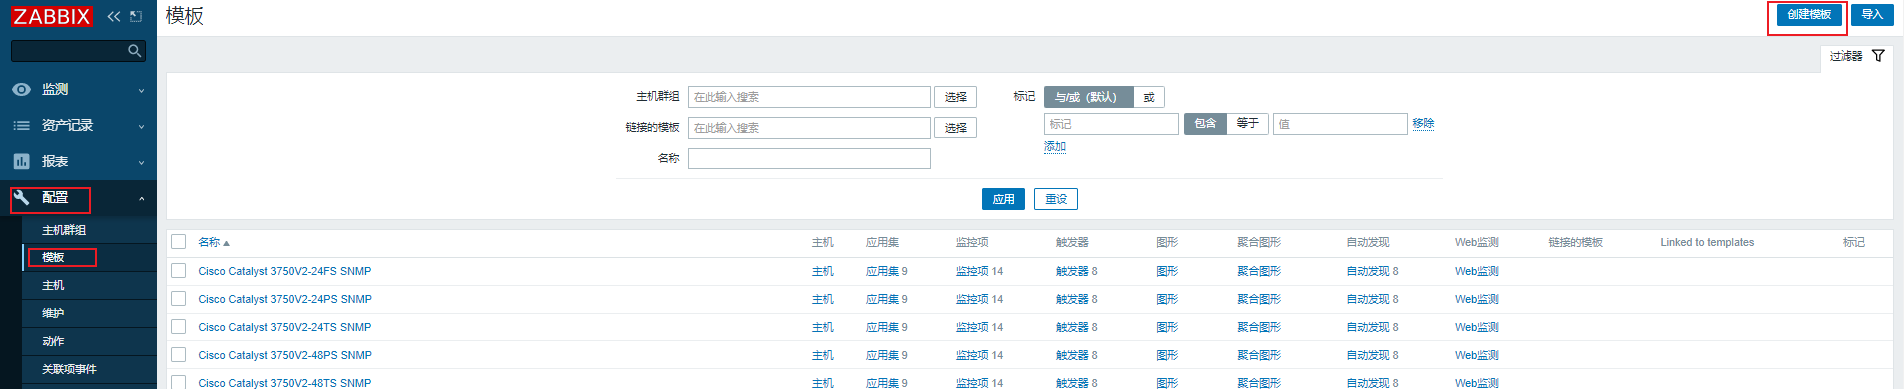 ZABBIX
监测
资产记录
报表
配置
主机群组
模板
主机
维护
动作
关联项事件
模板
创建模板 导入
过滤器
主机群组 在此输入搜索 选择 标记 与/或（默认） 或
链接的模板 在此输入搜索 选择 标记 包含 等于 值 移除
添加
名称
应用 重设
名称 主机 应用集 监控项 触发器 图形 聚合图形 自动发现 Web监测 链接的模板 Linked to templates 标记
Cisco Catalyst 3750V2-24FS SNMP 主机 应用集 9 监控项 14 触发器 8 图形 聚合图形 自动发现 8 Web监测
Cisco Catalyst 3750V2-24PS SNMP 主机 应用集 9 监控项 14 触发器 8 图形 聚合图形 自动发现 8 Web监测
Cisco Catalyst 3750V2-24TS SNMP 主机 应用集 9 监控项 14 触发器 8 图形 聚合图形 自动发现 8 Web监测
Cisco Catalyst 3750V2-48PS SNMP 主机 应用集 9 监控项 14 触发器 8 图形 聚合图形 自动发现 8 Web监测
Cisco Catalyst 3750V2-48TS SNMP 主机 应用集 9 监控项 14 触发器 8 图形 聚合图形 自动发现 8 Web监测